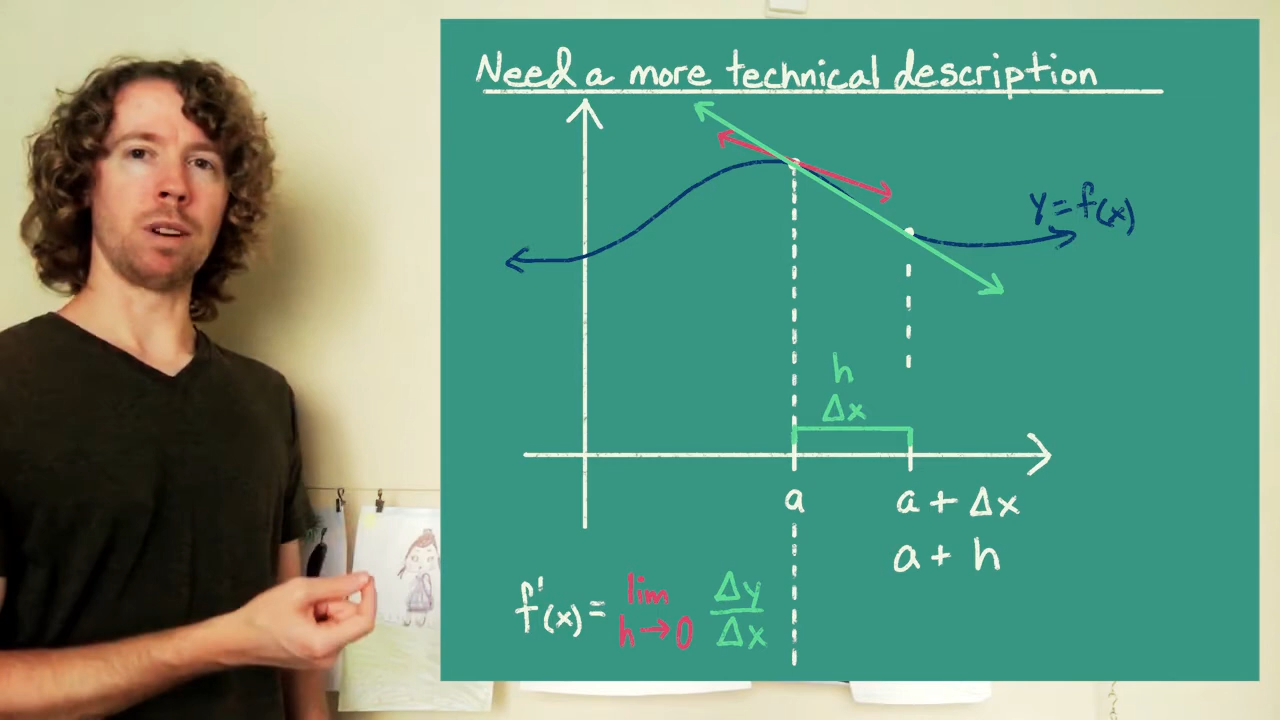 Need a more technical description
y=f(x)
h
Δx
a
a + Δx
a + h
f'(x) = lim h→0 Δy/Δx